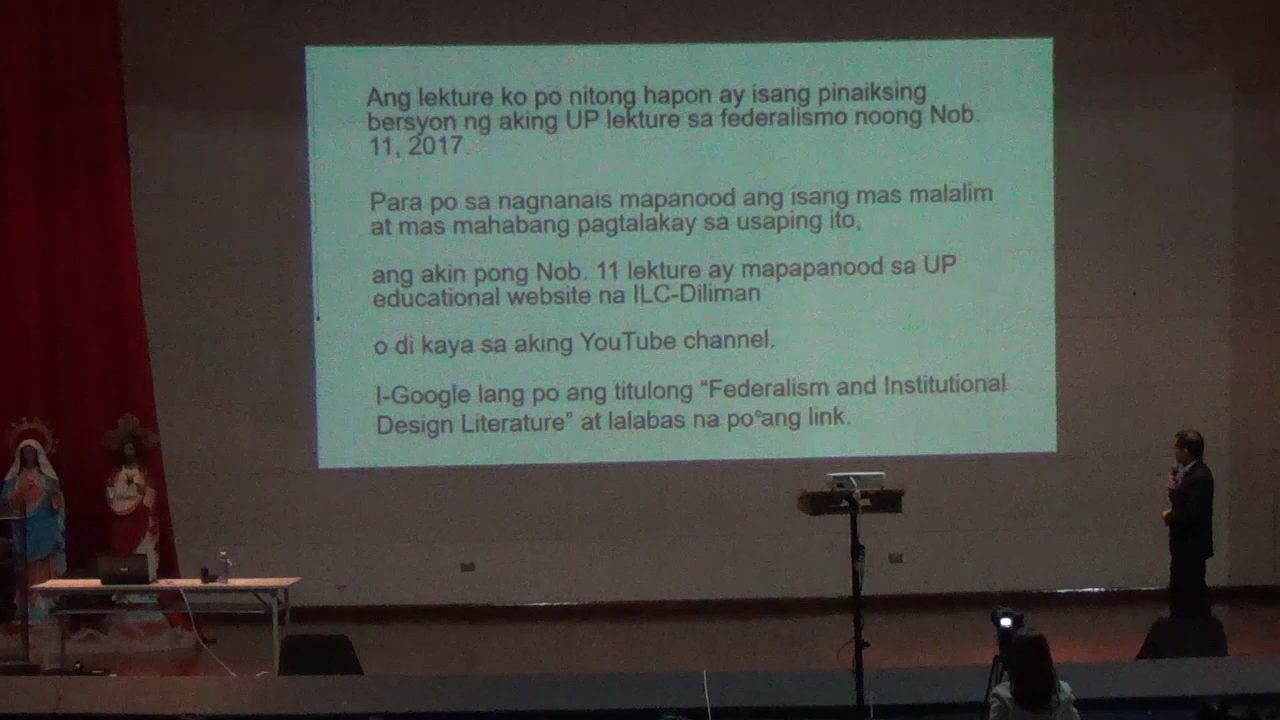 Ang lekture ko po nitong hapon ay isang pinaiksing
bersyon ng aking UP lekture sa federalismo noong Nob.
11, 2017.
Para po sa nagnanais mapanood ang isang mas malalim
at mas mahabang pagtalakay sa usaping ito,
ang akin pong Nob. 11 lekture ay mapapanood sa UP
educational website na ILC-Diliman
o di kaya sa aking YouTube channel.
I-Google lang po ang titulong “Federalism and Institutional
Design Literature” at lalabas na po ang link.